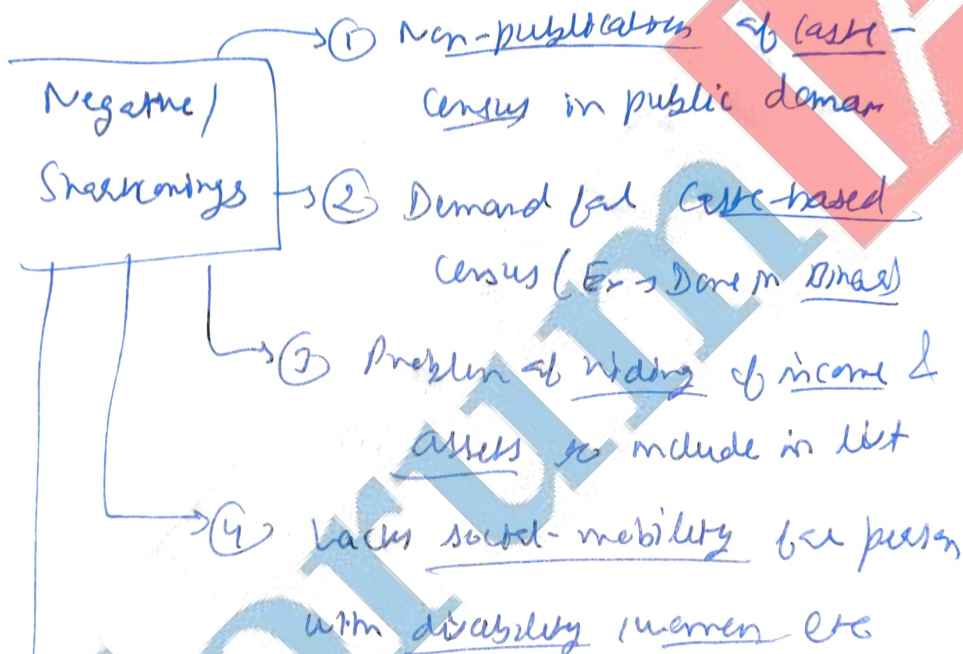 Negative/
Shortcomings
① Non-publication of caste-
census in public domain
② Demand for caste-based
census (Ex → Done in Bihar)
③ Problem of hiding of income &
assets to include in list
④ Lacks social-mobility for person
with disability, women etc
forum IA